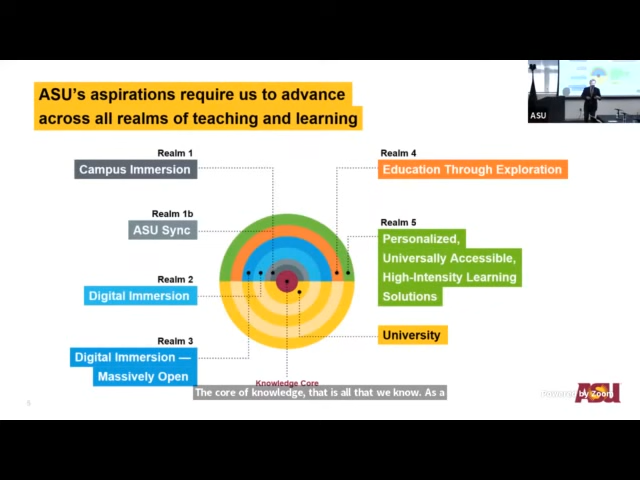 ASU's aspirations require us to advance
across all realms of teaching and learning
ASU
Realm 1
Campus Immersion
Realm 1b
ASU Sync
Realm 2
Digital Immersion
Realm 3
Digital Immersion —
Massively Open
Realm 4
Education Through Exploration
Realm 5
Personalized,
Universally Accessible,
High-Intensity Learning
Solutions
University
Knowledge Core
The core of knowledge, that is all that we know. As a
Powered by Zoom
ASU